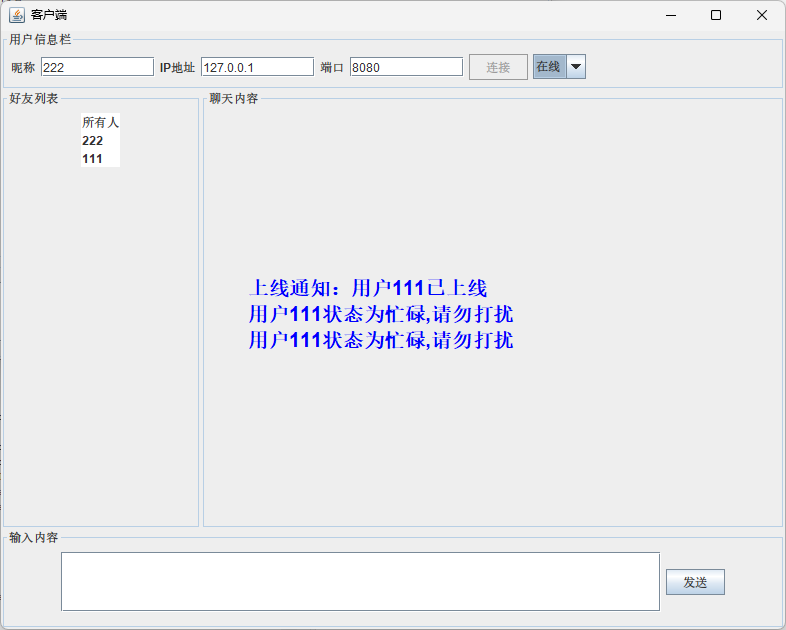 客户端
用户信息栏
昵称 222 IP地址 127.0.0.1 端口 8080 连接 在线
好友列表
所有人
222
111
聊天内容
上线通知：用户111已上线
用户111状态为忙碌,请勿打扰
用户111状态为忙碌,请勿打扰
输入内容
发送